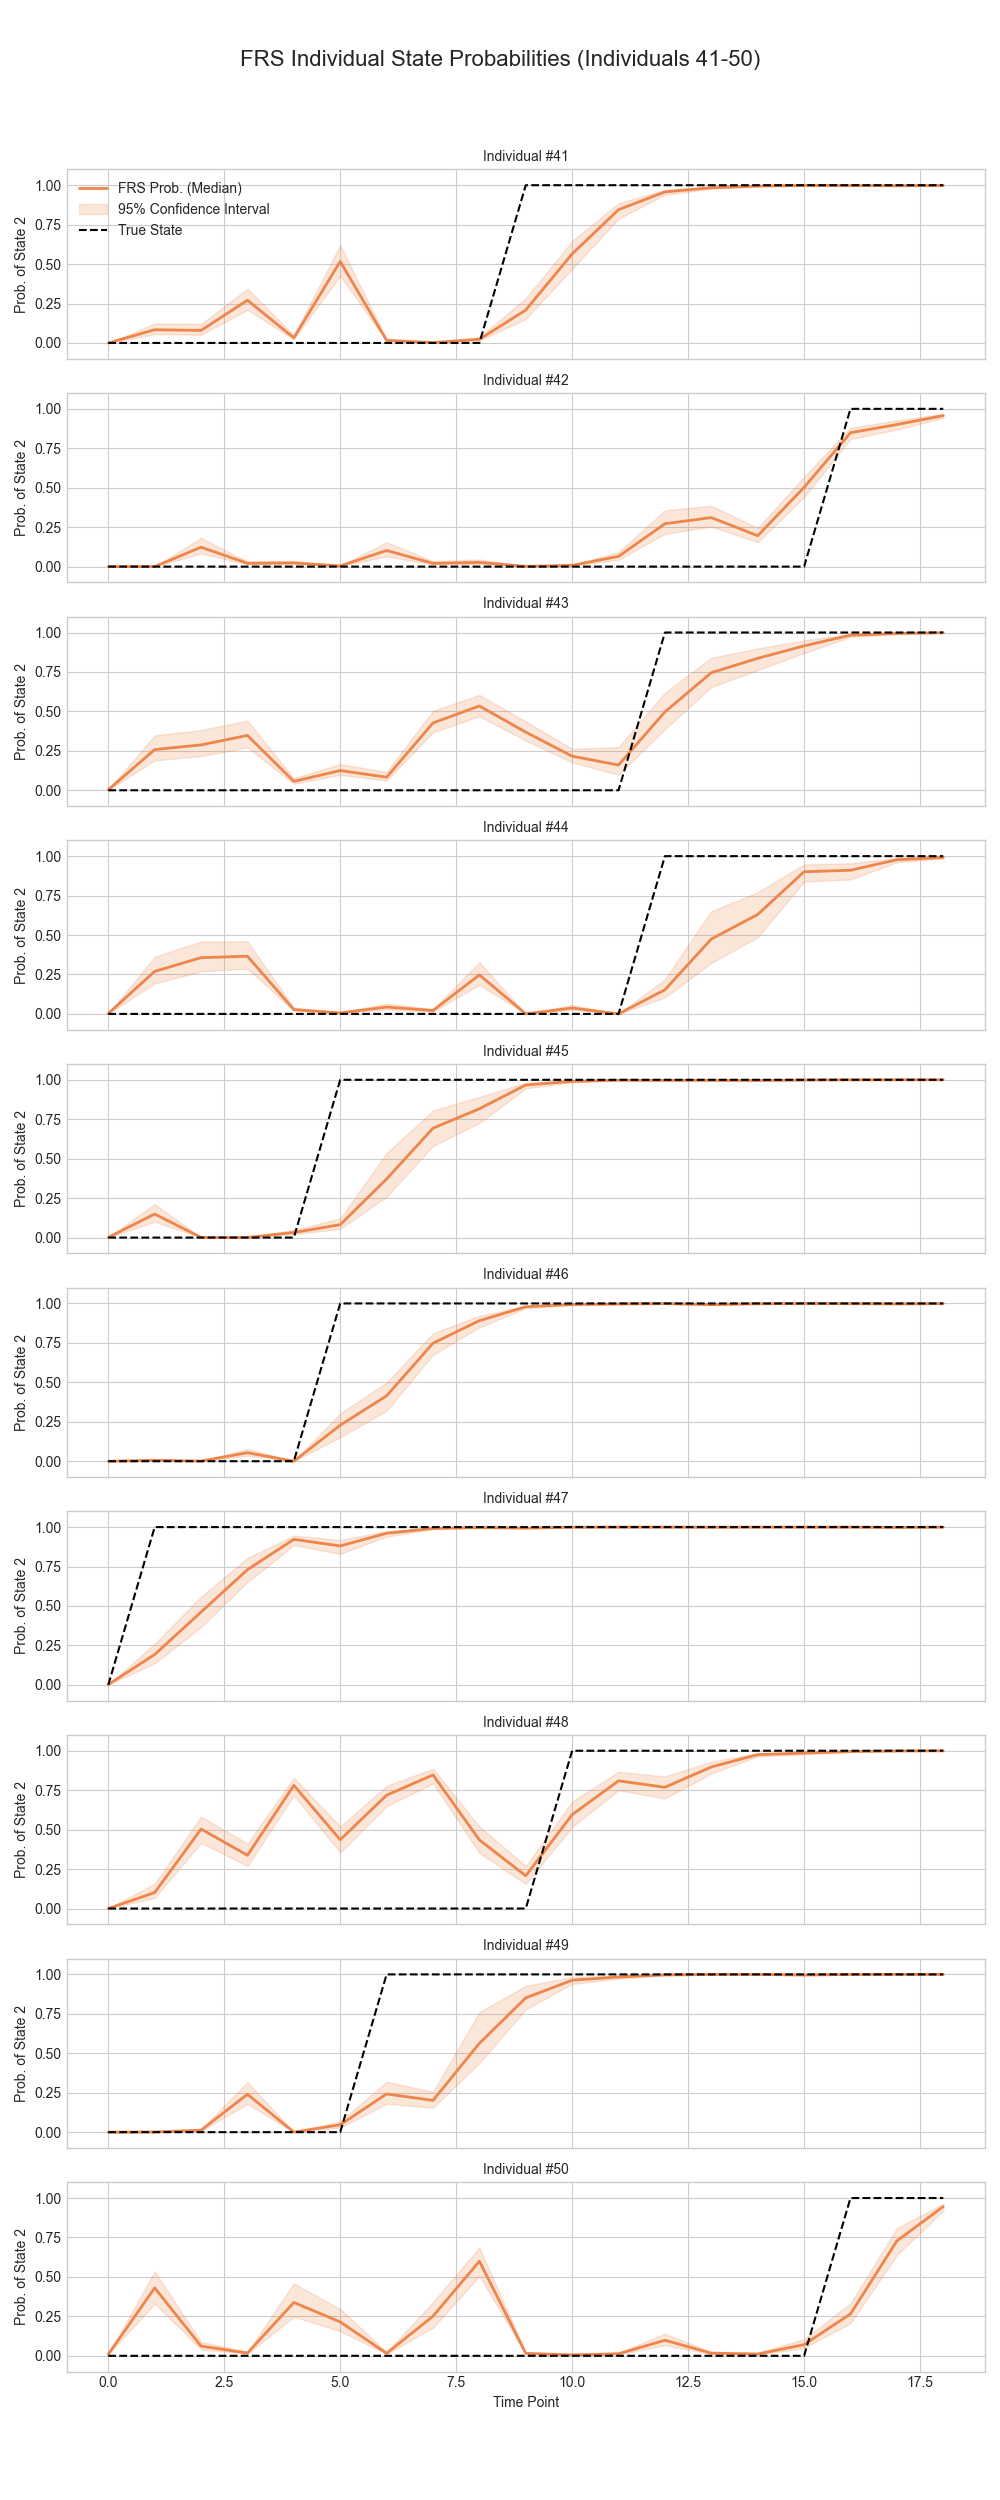 FRS Individual State Probabilities (Individuals 41-50)
Individual #41
1.00
0.75
0.50
0.25
0.00
Prob. of State 2
FRS Prob. (Median)
95% Confidence Interval
True State
Individual #42
1.00
0.75
0.50
0.25
0.00
Prob. of State 2
Individual #43
1.00
0.75
0.50
0.25
0.00
Prob. of State 2
Individual #44
1.00
0.75
0.50
0.25
0.00
Prob. of State 2
Individual #45
1.00
0.75
0.50
0.25
0.00
Prob. of State 2
Individual #46
1.00
0.75
0.50
0.25
0.00
Prob. of State 2
Individual #47
1.00
0.75
0.50
0.25
0.00
Prob. of State 2
Individual #48
1.00
0.75
0.50
0.25
0.00
Prob. of State 2
Individual #49
1.00
0.75
0.50
0.25
0.00
Prob. of State 2
Individual #50
1.00
0.75
0.50
0.25
0.00
Prob. of State 2
0.0 2.5 5.0 7.5 10.0 12.5 15.0 17.5
Time Point